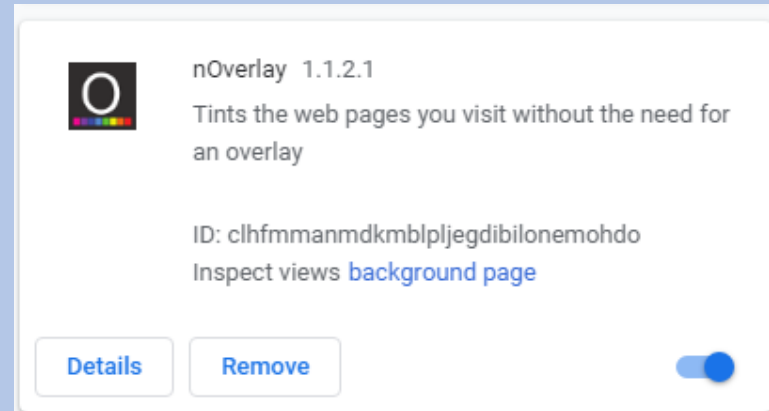 O
nOverlay 1.1.2.1
Tints the web pages you visit without the need for
an overlay
ID: clhfmmanmdkmblpljegdibilonemohdo
Inspect views background page
Details
Remove